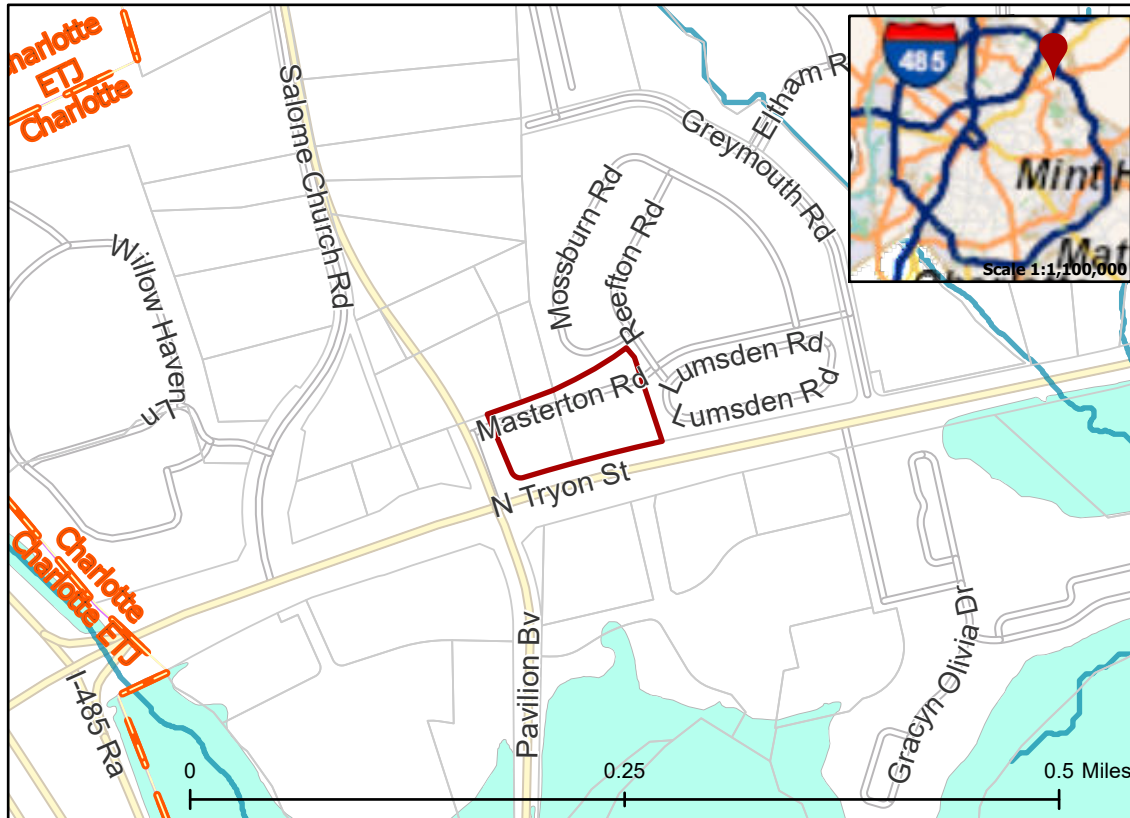 Charlotte
ETJ
Charlotte
Salome Church Rd
Eltham R
Greymouth Rd
485
Mint H
Mat
Scale 1:1,100,000
Mossburn Rd
Reefton Rd
Willow Haven Ln
Lumsden Rd
Masterton Rd
Lumsden Rd
N Tryon St
Charlotte
Charlotte ETJ
Pavilion Bv
Gracyn Olivia Dr
I-485 Ra
0
0.25
0.5 Miles